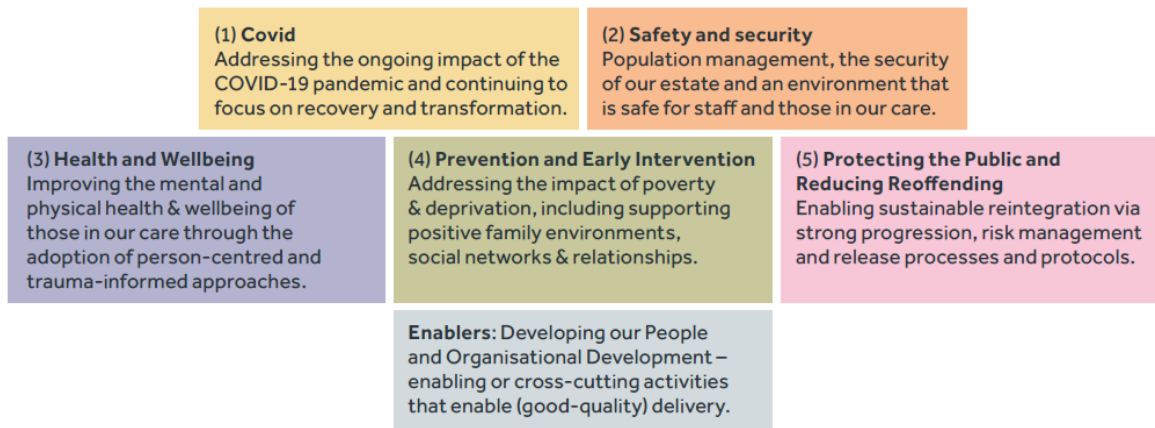 (1) Covid
Addressing the ongoing impact of the
COVID-19 pandemic and continuing to
focus on recovery and transformation.
(2) Safety and security
Population management, the security
of our estate and an environment that
is safe for staff and those in our care.
(3) Health and Wellbeing
Improving the mental and
physical health & wellbeing of
those in our care through the
adoption of person-centred and
trauma-informed approaches.
(4) Prevention and Early Intervention
Addressing the impact of poverty
& deprivation, including supporting
positive family environments,
social networks & relationships.
(5) Protecting the Public and
Reducing Reoffending
Enabling sustainable reintegration via
strong progression, risk management
and release processes and protocols.
Enablers: Developing our People
and Organisational Development –
enabling or cross-cutting activities
that enable (good-quality) delivery.